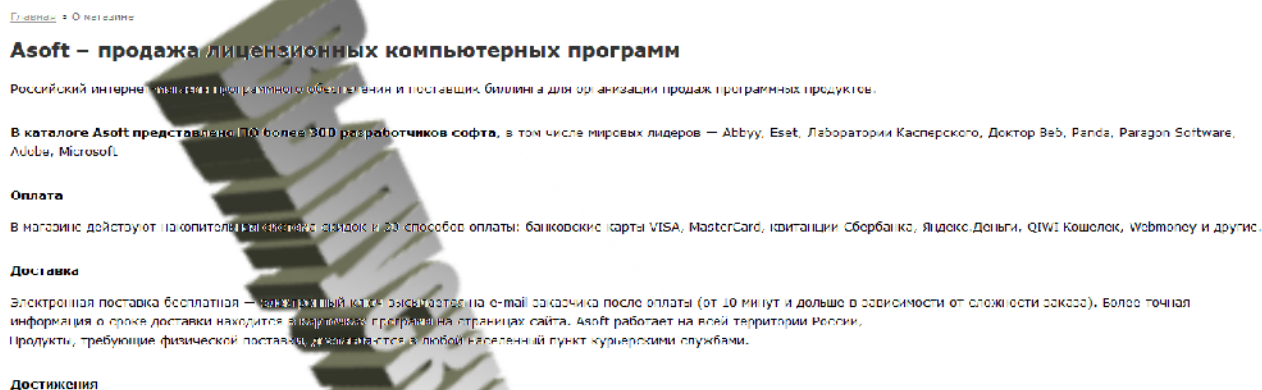 Главная » О магазине
Asoft – продажа лицензионных компьютерных программ
Российский интернет-магазин программного обеспечения и поставщик биллинга для организации продаж программных продуктов.
В каталоге Asoft представлено ПО более 300 разработчиков софта, в том числе мировых лидеров — Abbyy, Eset, Лаборатории Касперского, Доктор Веб, Panda, Paragon Software,
Adobe, Microsoft
Оплата
В магазине действуют накопительная система скидок и 30 способов оплаты: банковские карты VISA, MasterCard, квитанции Сбербанка, Яндекс.Деньги, QIWI Кошелек, Webmoney и другие.
Доставка
Электронная поставка бесплатная — электронный ключ высылается на e-mail заказчика после оплаты (от 10 минут и дольше в зависимости от сложности заказа). Более точная
информация о сроке доставки находится в карточках программ на страницах сайта. Asoft работает на всей территории России,
Продукты, требующие физической поставки, доставляются в любой населенный пункт курьерскими службами.
Достижения